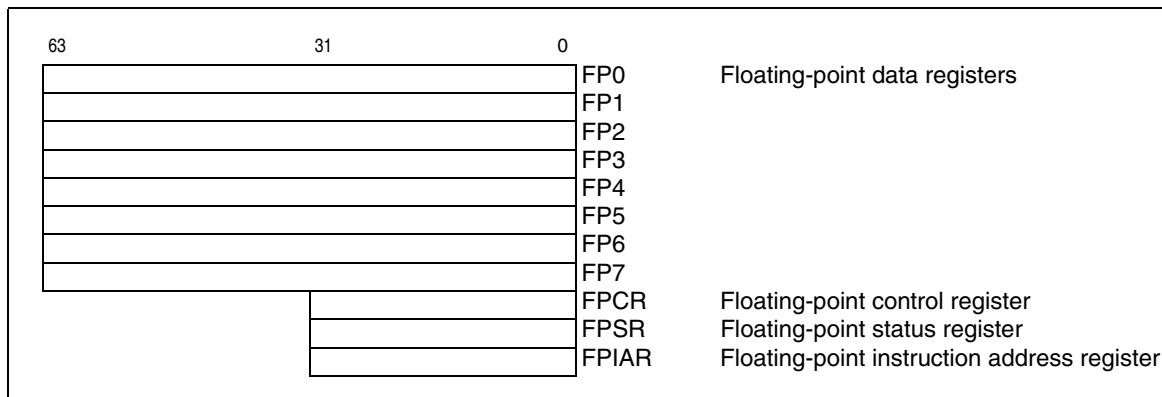 63 31 0
FP0 Floating-point data registers
FP1
FP2
FP3
FP4
FP5
FP6
FP7
FPCR Floating-point control register
FPSR Floating-point status register
FPIAR Floating-point instruction address register